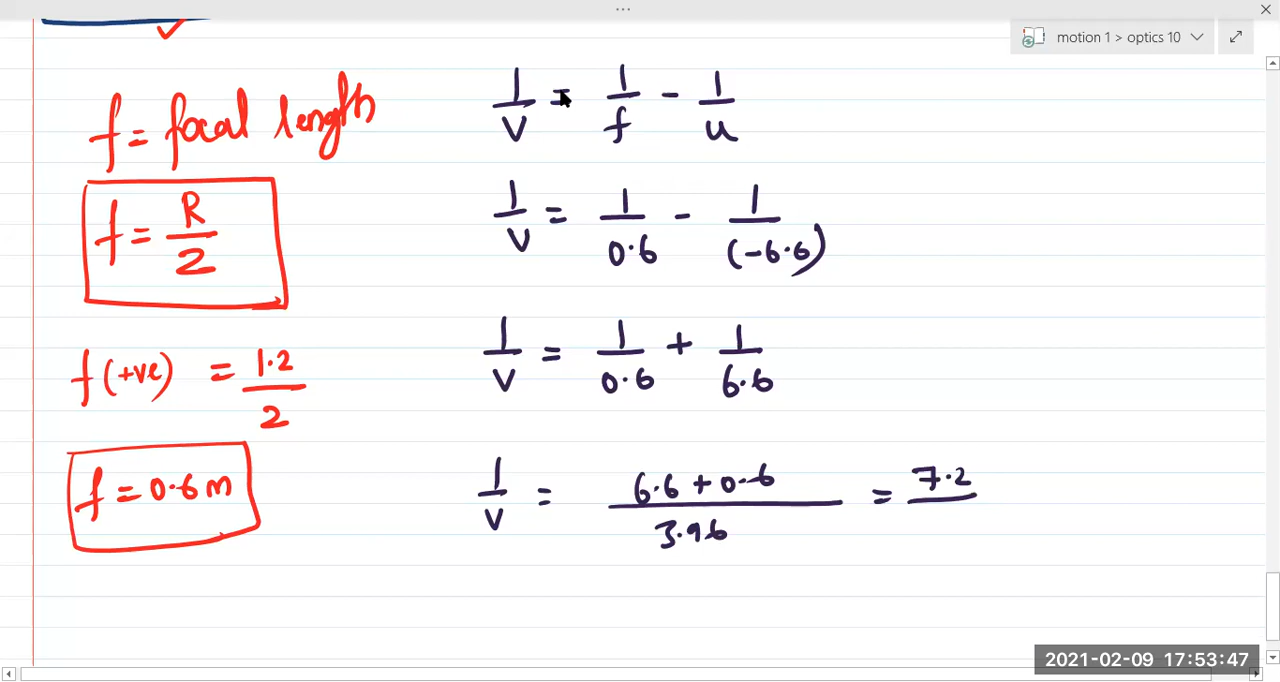 motion 1 > optics 10
f = focal length
f = R/2
f (+ve) = 1.2/2
f = 0.6 m
1/v = 1/f - 1/u
1/v = 1/0.6 - 1/(-6.6)
1/v = 1/0.6 + 1/6.6
1/v = (6.6 + 0.6)/3.96 = 7.2/
2021-02-09 17:53:47